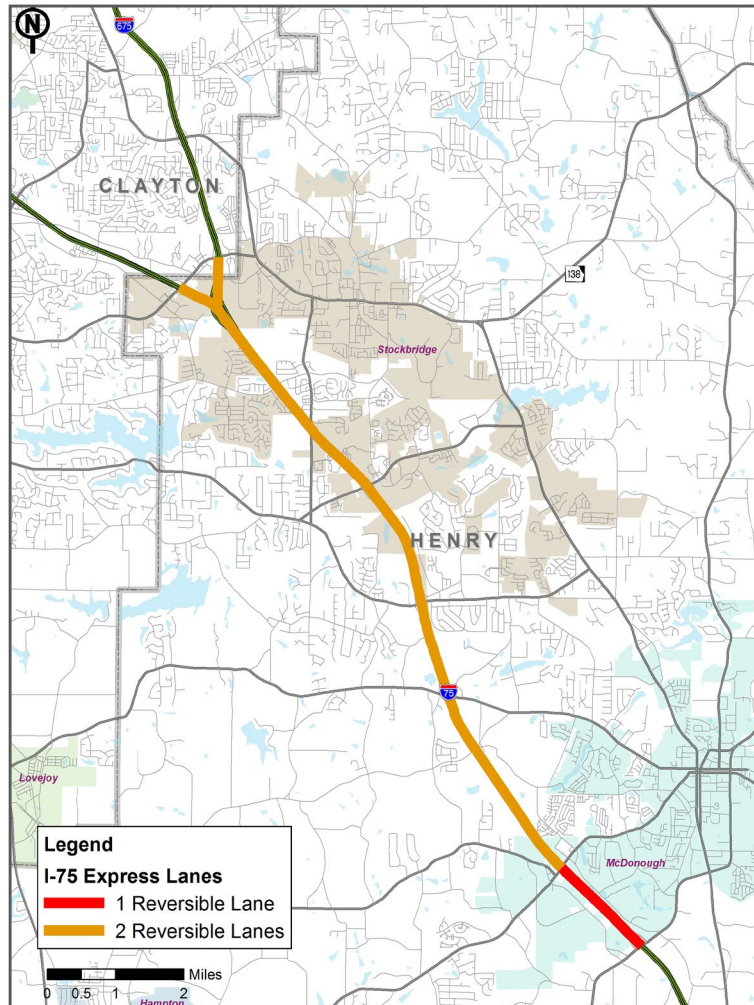 N
675
CLAYTON
138
Stockbridge
HENRY
75
Lovejoy
McDonough
Legend
I-75 Express Lanes
1 Reversible Lane
2 Reversible Lanes
Miles
0 0.5 1 2
Hampton